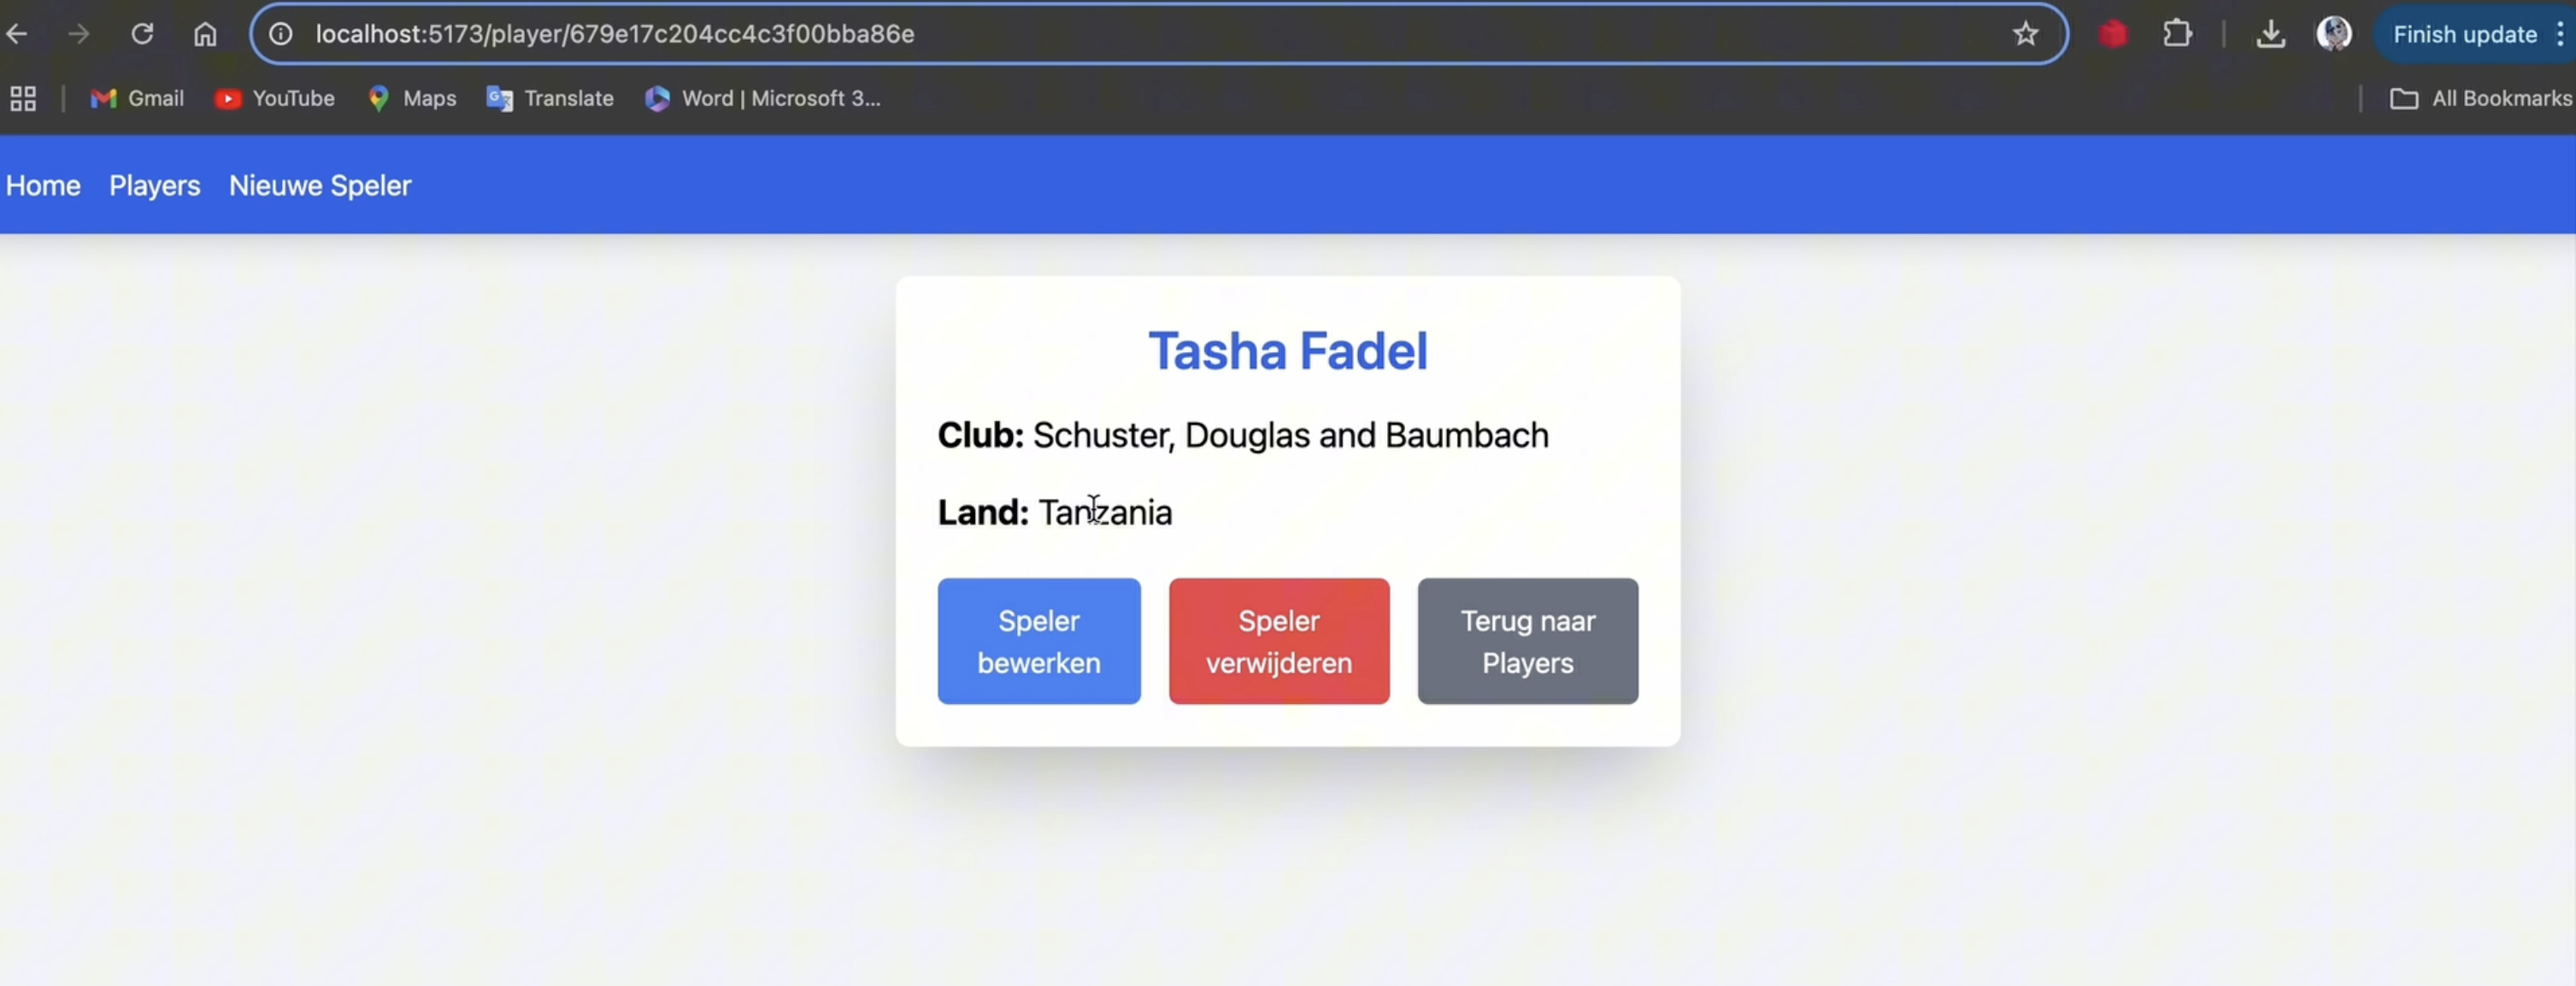 localhost:5173/player/679e17c204cc4c3f00bba86e
Finish update
Gmail
YouTube
Maps
Translate
Word | Microsoft 3...
All Bookmarks
Home
Players
Nieuwe Speler
Tasha Fadel
Club: Schuster, Douglas and Baumbach
Land: Tanzania
Speler
bewerken
Speler
verwijderen
Terug naar
Players